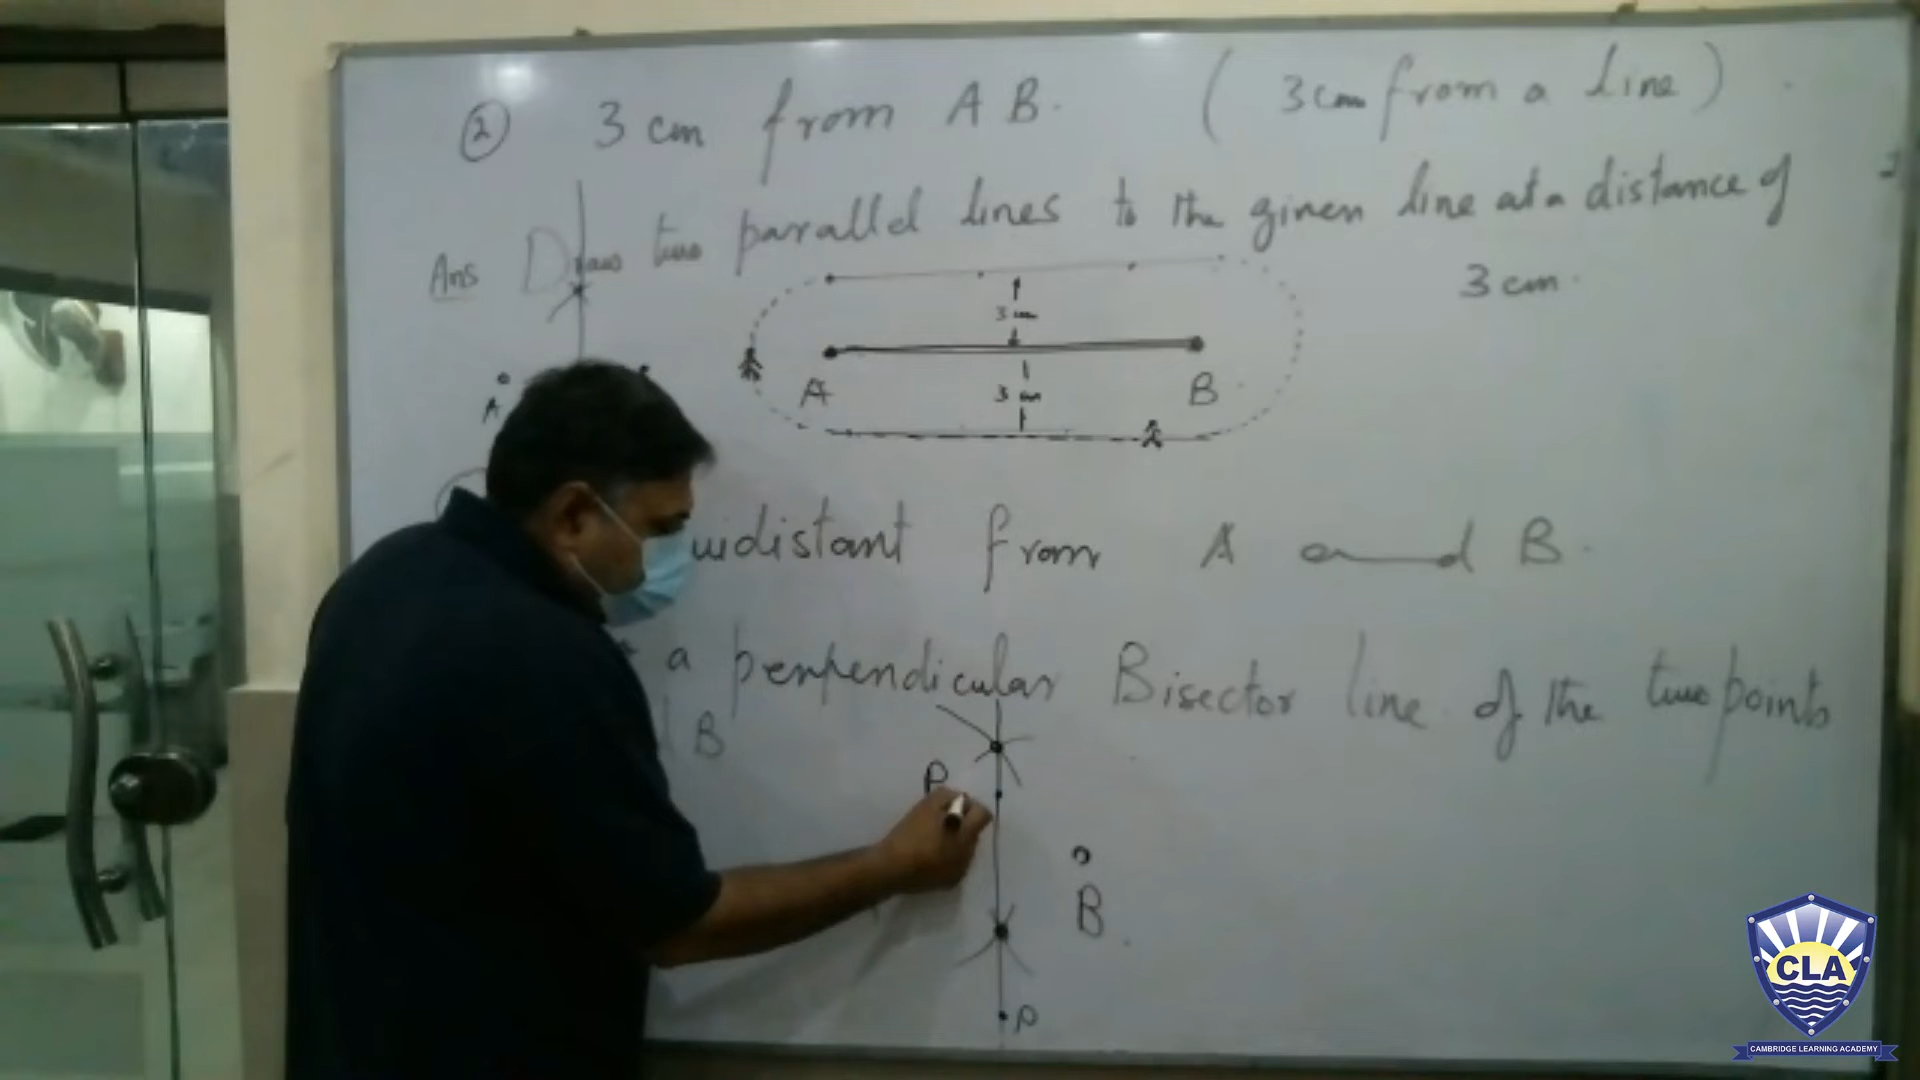 ② 3 cm from AB. ( 3cm from a line )
Ans Draw two parallel lines to the given line at a distance of
3 cm.
3 cm
A B
3 cm
A
uidistant from A and B.
a perpendicular Bisector line of the two points
B
P
B
P
CLA
CAMBRIDGE LEARNING ACADEMY